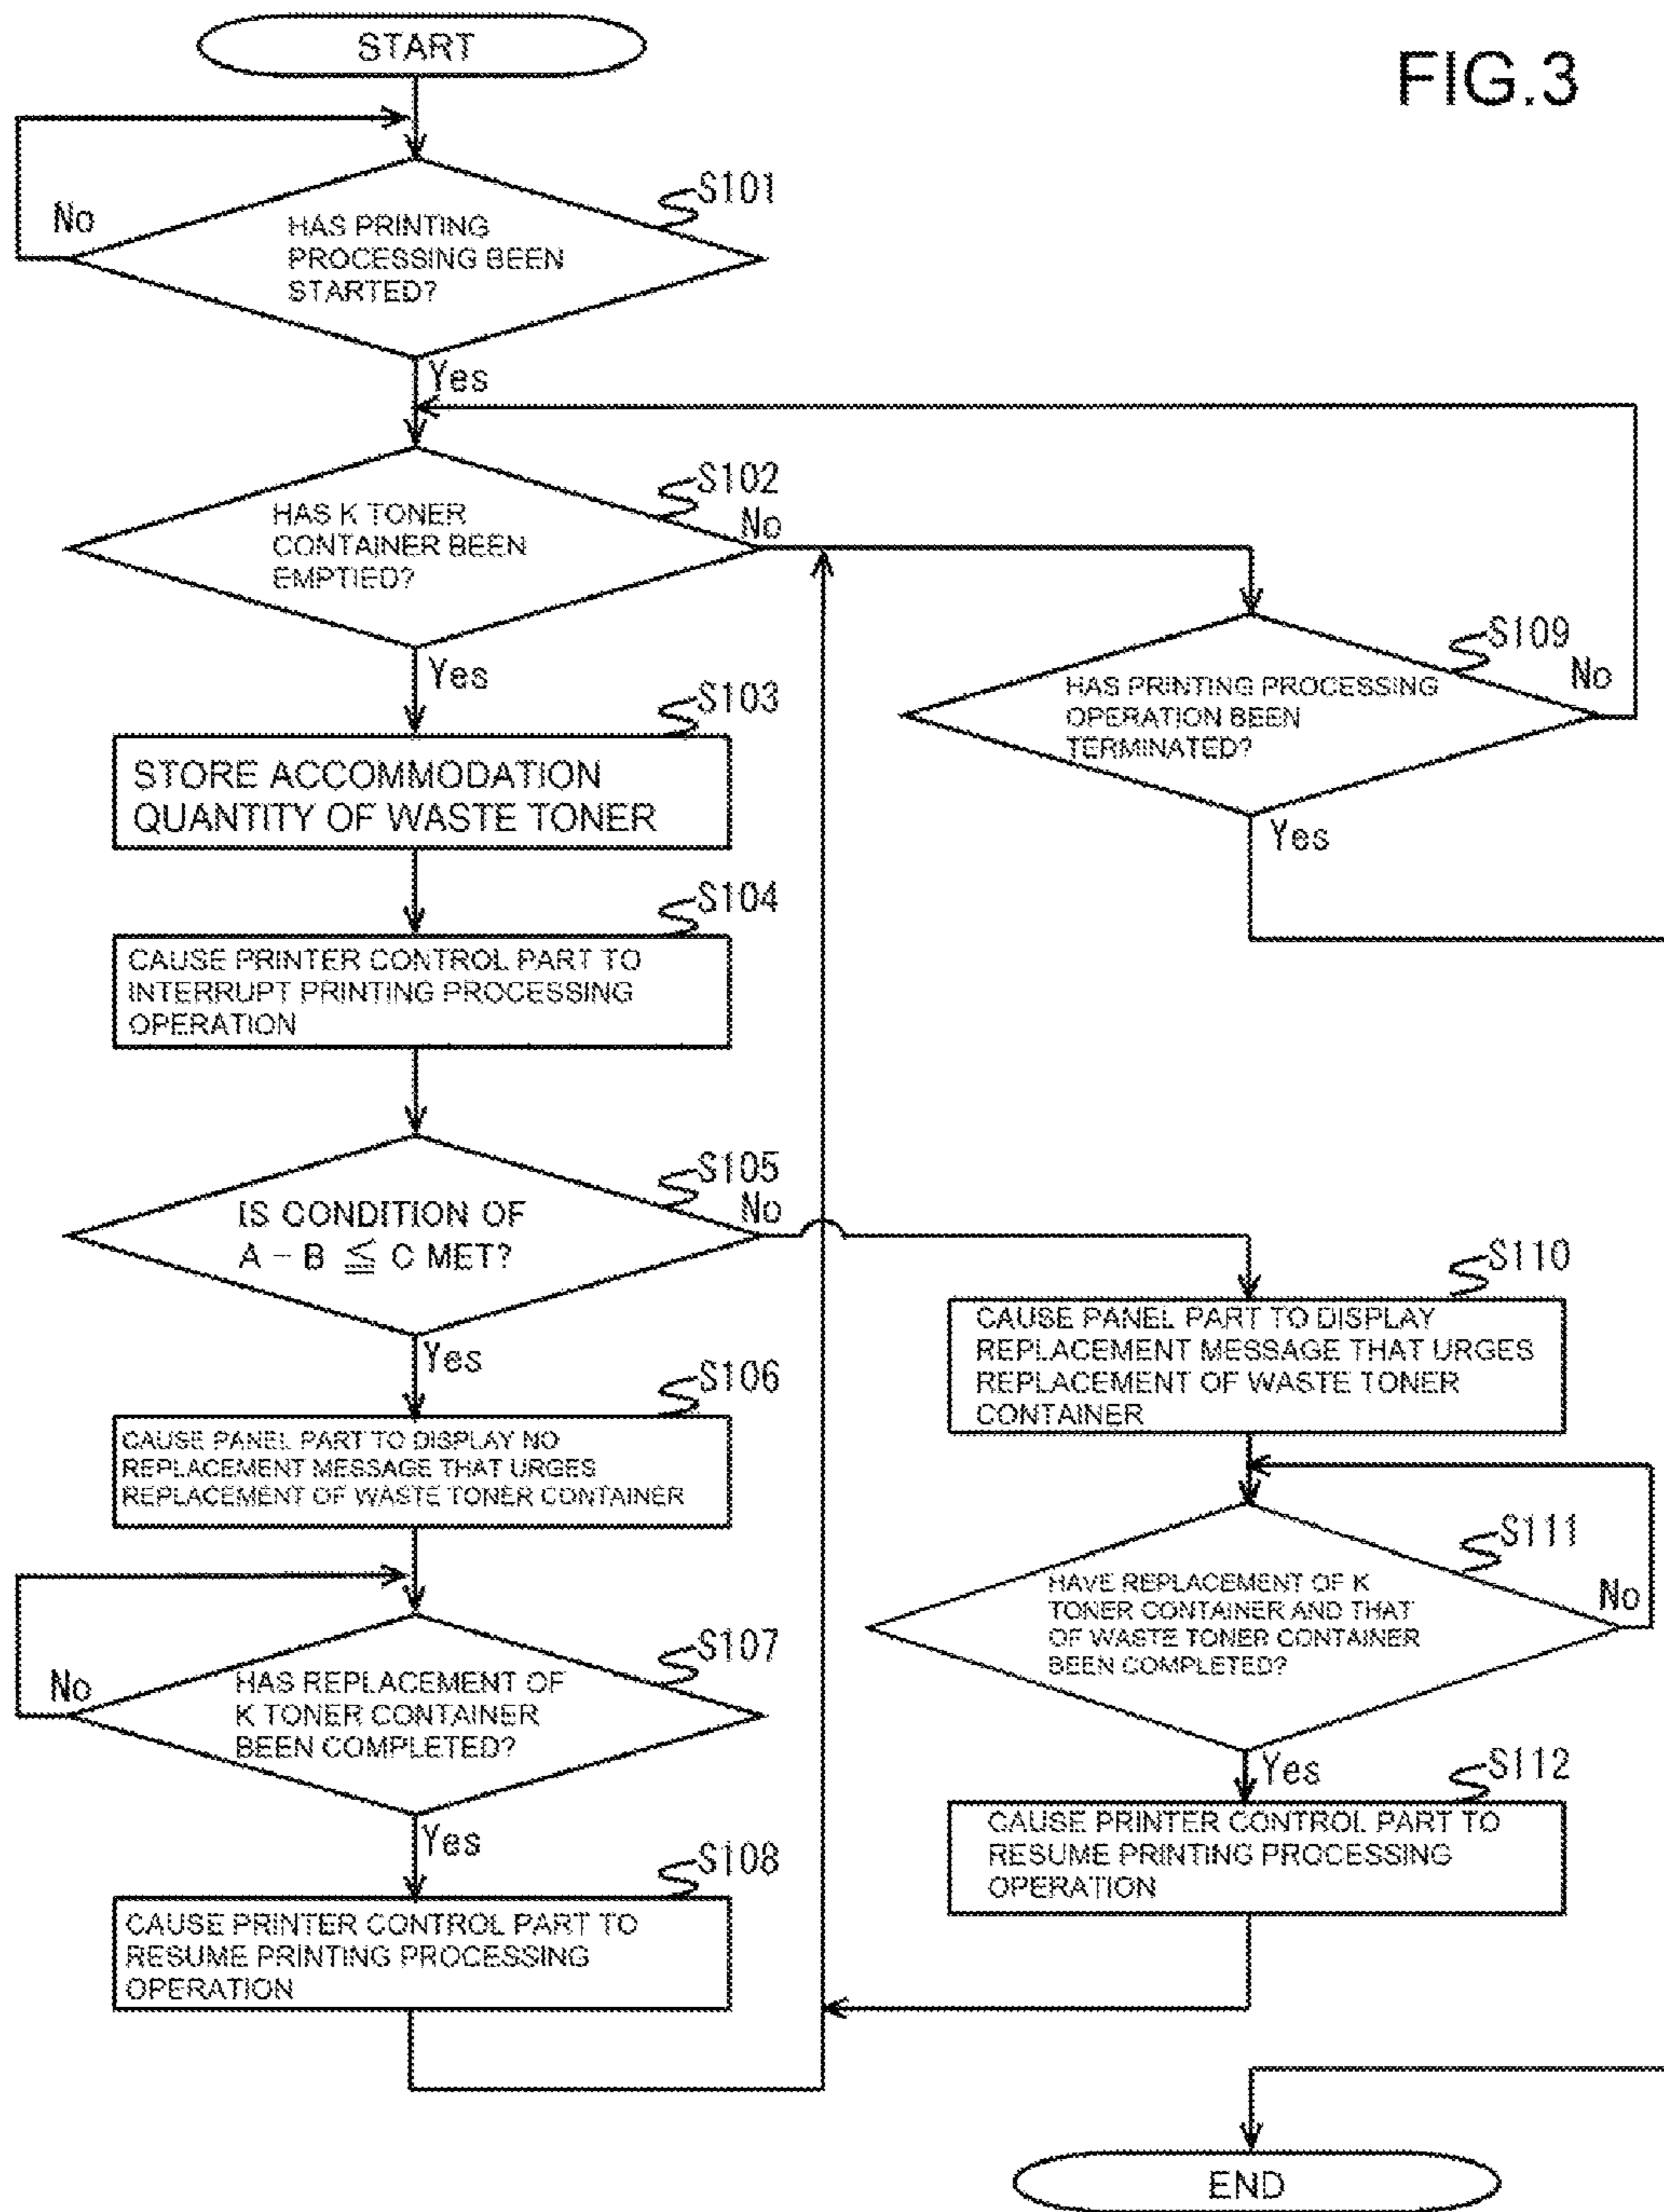 START
FIG.3
S101
No
HAS PRINTING
PROCESSING BEEN
STARTED?
Yes
S102
No
HAS K TONER
CONTAINER BEEN
EMPTIED?
Yes
S103
STORE ACCOMMODATION
QUANTITY OF WASTE TONER
S104
CAUSE PRINTER CONTROL PART TO
INTERRUPT PRINTING PROCESSING
OPERATION
S105
No
IS CONDITION OF
A - B ≦ C MET?
Yes
S106
CAUSE PANEL PART TO DISPLAY NO
REPLACEMENT MESSAGE THAT URGES
REPLACEMENT OF WASTE TONER CONTAINER
S107
No
HAS REPLACEMENT OF
K TONER CONTAINER
BEEN COMPLETED?
Yes
S108
CAUSE PRINTER CONTROL PART TO
RESUME PRINTING PROCESSING
OPERATION
S109
No
HAS PRINTING PROCESSING
OPERATION BEEN
TERMINATED?
Yes
S110
CAUSE PANEL PART TO DISPLAY
REPLACEMENT MESSAGE THAT URGES
REPLACEMENT OF WASTE TONER
CONTAINER
S111
No
HAVE REPLACEMENT OF K
TONER CONTAINER AND THAT
OF WASTE TONER CONTAINER
BEEN COMPLETED?
Yes
S112
CAUSE PRINTER CONTROL PART TO
RESUME PRINTING PROCESSING
OPERATION
END